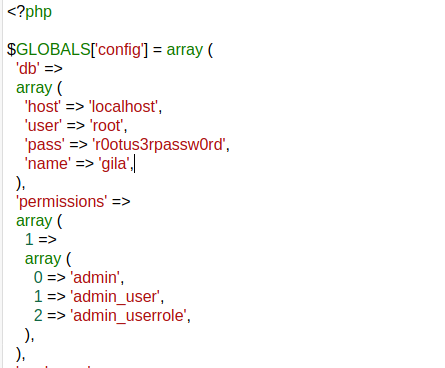 <?php
$GLOBALS['config'] = array (
'db' =>
array (
'host' => 'localhost',
'user' => 'root',
'pass' => 'r0otus3rpassw0rd',
'name' => 'gila',
),
'permissions' =>
array (
1 =>
array (
0 => 'admin',
1 => 'admin_user',
2 => 'admin_userrole',
),
),